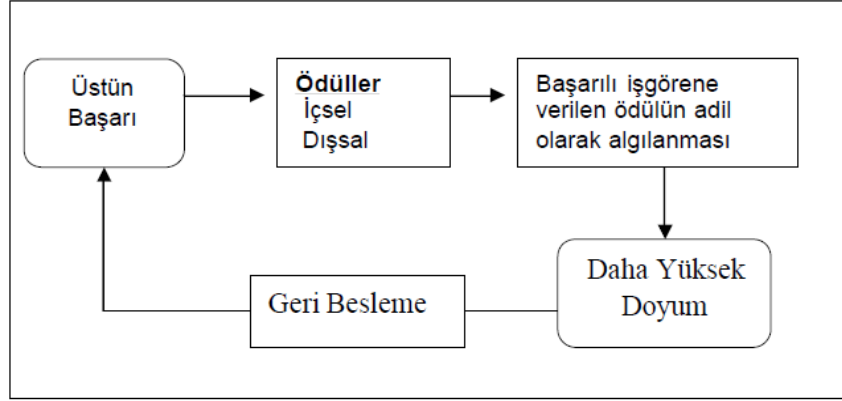 Üstün
Başarı
Ödüller
İçsel
Dışsal
Başarılı işgörene
verilen ödülün adil
olarak algılanması
Daha Yüksek
Doyum
Geri Besleme